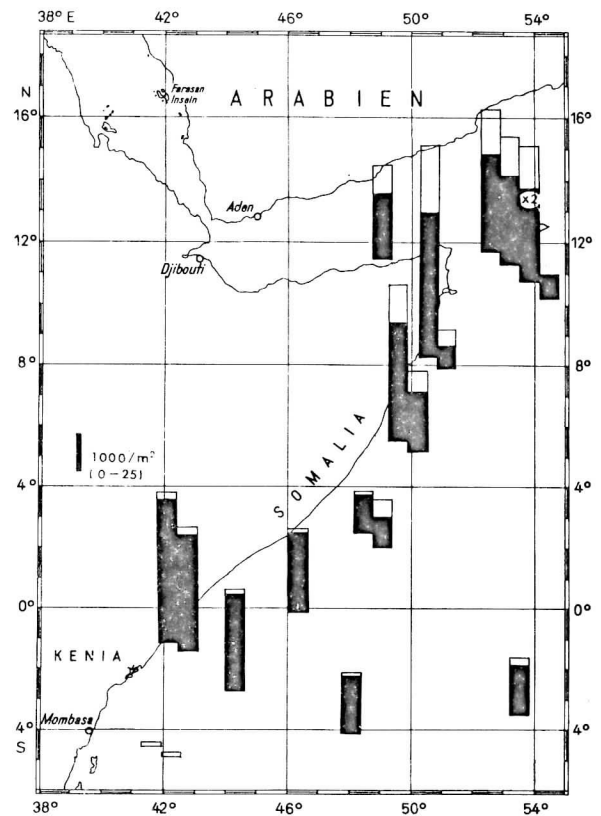 38° E 42° 46° 50° 54°
N
Farasan
Inseln
ARABIEN
16° 16°
Aden
x2
12° 12°
Djibouti
8° 8°
SOMALIA
1000/m²
(0–25)
4° 4°
0° 0°
KENIA
Mombasa
4° 4°
S
38° 42° 46° 50° 54°